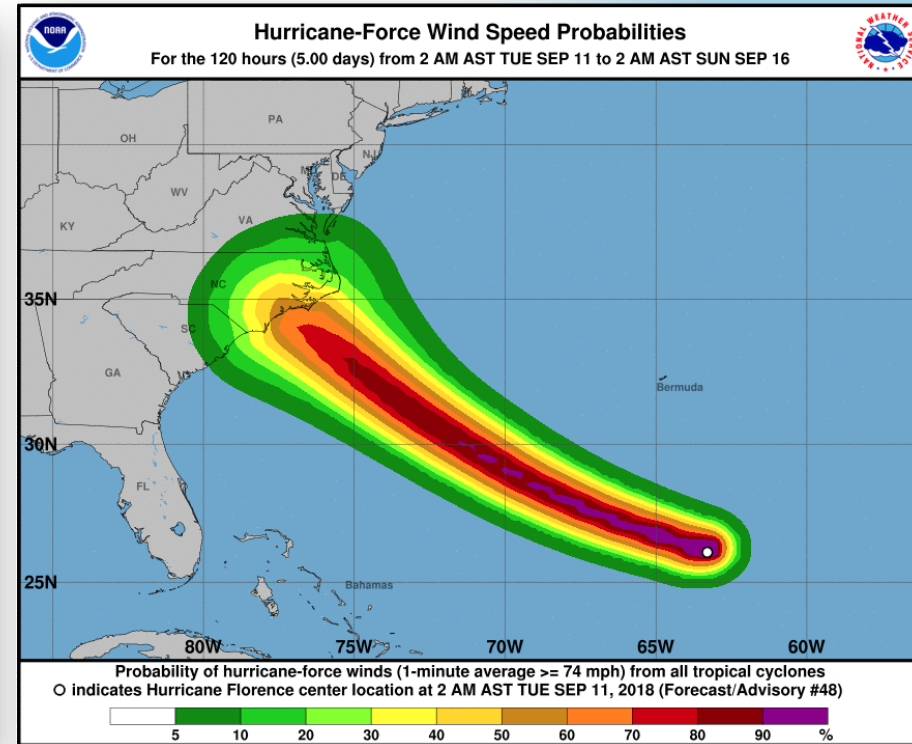 Hurricane-Force Wind Speed Probabilities
For the 120 hours (5.00 days) from 2 AM AST TUE SEP 11 to 2 AM AST SUN SEP 16
NOAA
NATIONAL WEATHER
PA
OH
NJ
DE
WV
VA
KY
NC
35N
SC
GA
Bermuda
30N
FL
25N
Bahamas
80W 75W 70W 65W 60W
Probability of hurricane-force winds (1-minute average >= 74 mph) from all tropical cyclones
O indicates Hurricane Florence center location at 2 AM AST TUE SEP 11, 2018 (Forecast/Advisory #48)
5 10 20 30 40 50 60 70 80 90 %